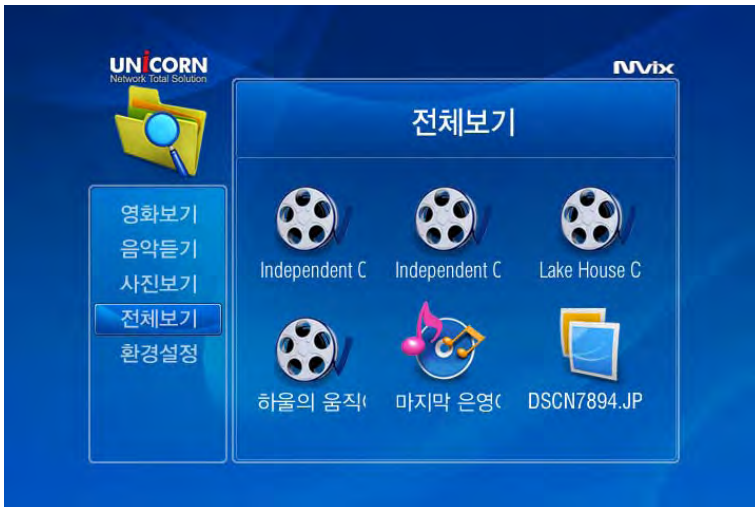 UNiCORN
Network Total Solution
Mvix
전체보기
영화보기
음악듣기
사진보기
전체보기
환경설정
Independent C
Independent C
Lake House C
하울의 움직
마지막 은영
DSCN7894.JP